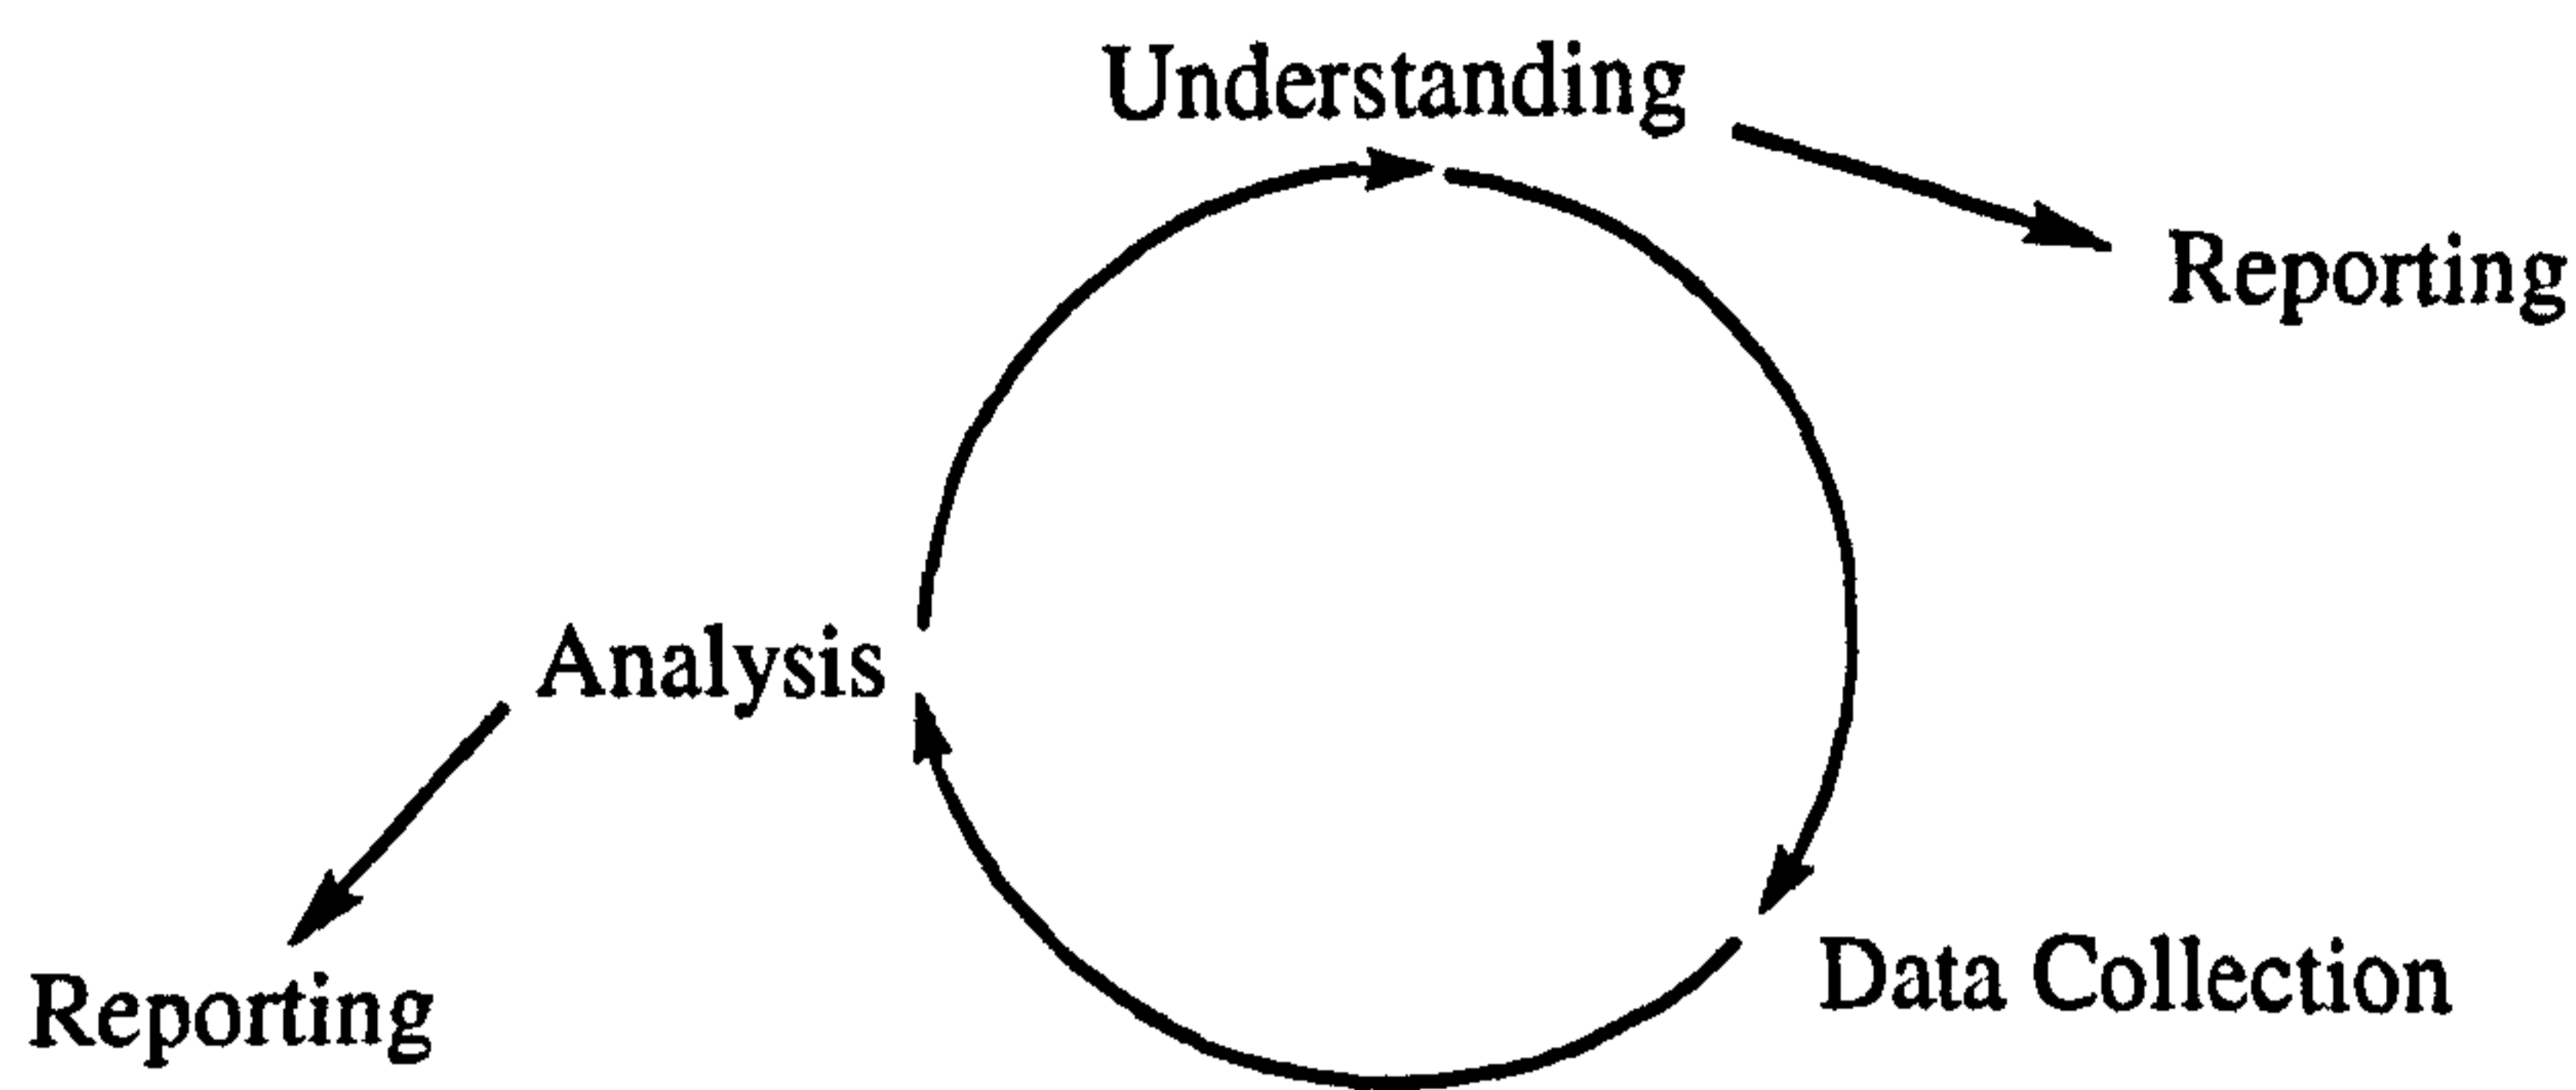 Understanding
Reporting
Analysis
Data Collection
Reporting